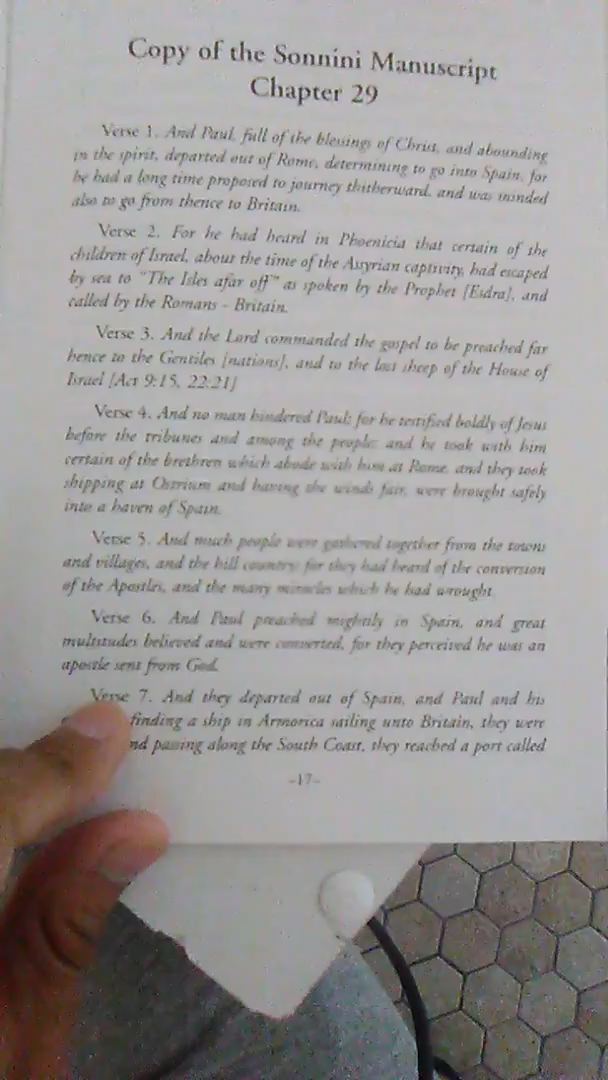 Copy of the Sonnini Manuscript
Chapter 29
Verse 1. And Paul, full of the blessings of Christ, and abounding
in the spirit, departed out of Rome, determining to go into Spain, for
he had a long time proposed to journey thitherward, and was minded
also to go from thence to Britain.
Verse 2. For he had heard in Phoenicia that certain of the
children of Israel, about the time of the Assyrian captivity, had escaped
by sea to "The Isles afar off" as spoken by the Prophet [Esdra], and
called by the Romans - Britain.
Verse 3. And the Lord commanded the gospel to be preached far
hence to the Gentiles [nations], and to the lost sheep of the House of
Israel [Act 9:15, 22:21]
Verse 4. And no man hindered Paul; for he testified boldly of Jesus
before the tribunes and among the people; and he took with him
certain of the brethren which abode with him at Rome, and they took
shipping at Ostrium and having the winds fair, were brought safely
into a haven of Spain.
Verse 5. And much people were gathered together from the towns
and villages, and the hill country; for they had heard of the conversion
of the Apostles, and the many miracles which he had wrought.
Verse 6. And Paul preached mightily in Spain, and great
multitudes believed and were converted, for they perceived he was an
apostle sent from God.
Verse 7. And they departed out of Spain, and Paul and his
finding a ship in Armorica sailing unto Britain, they were
and passing along the South Coast, they reached a port called
-17-